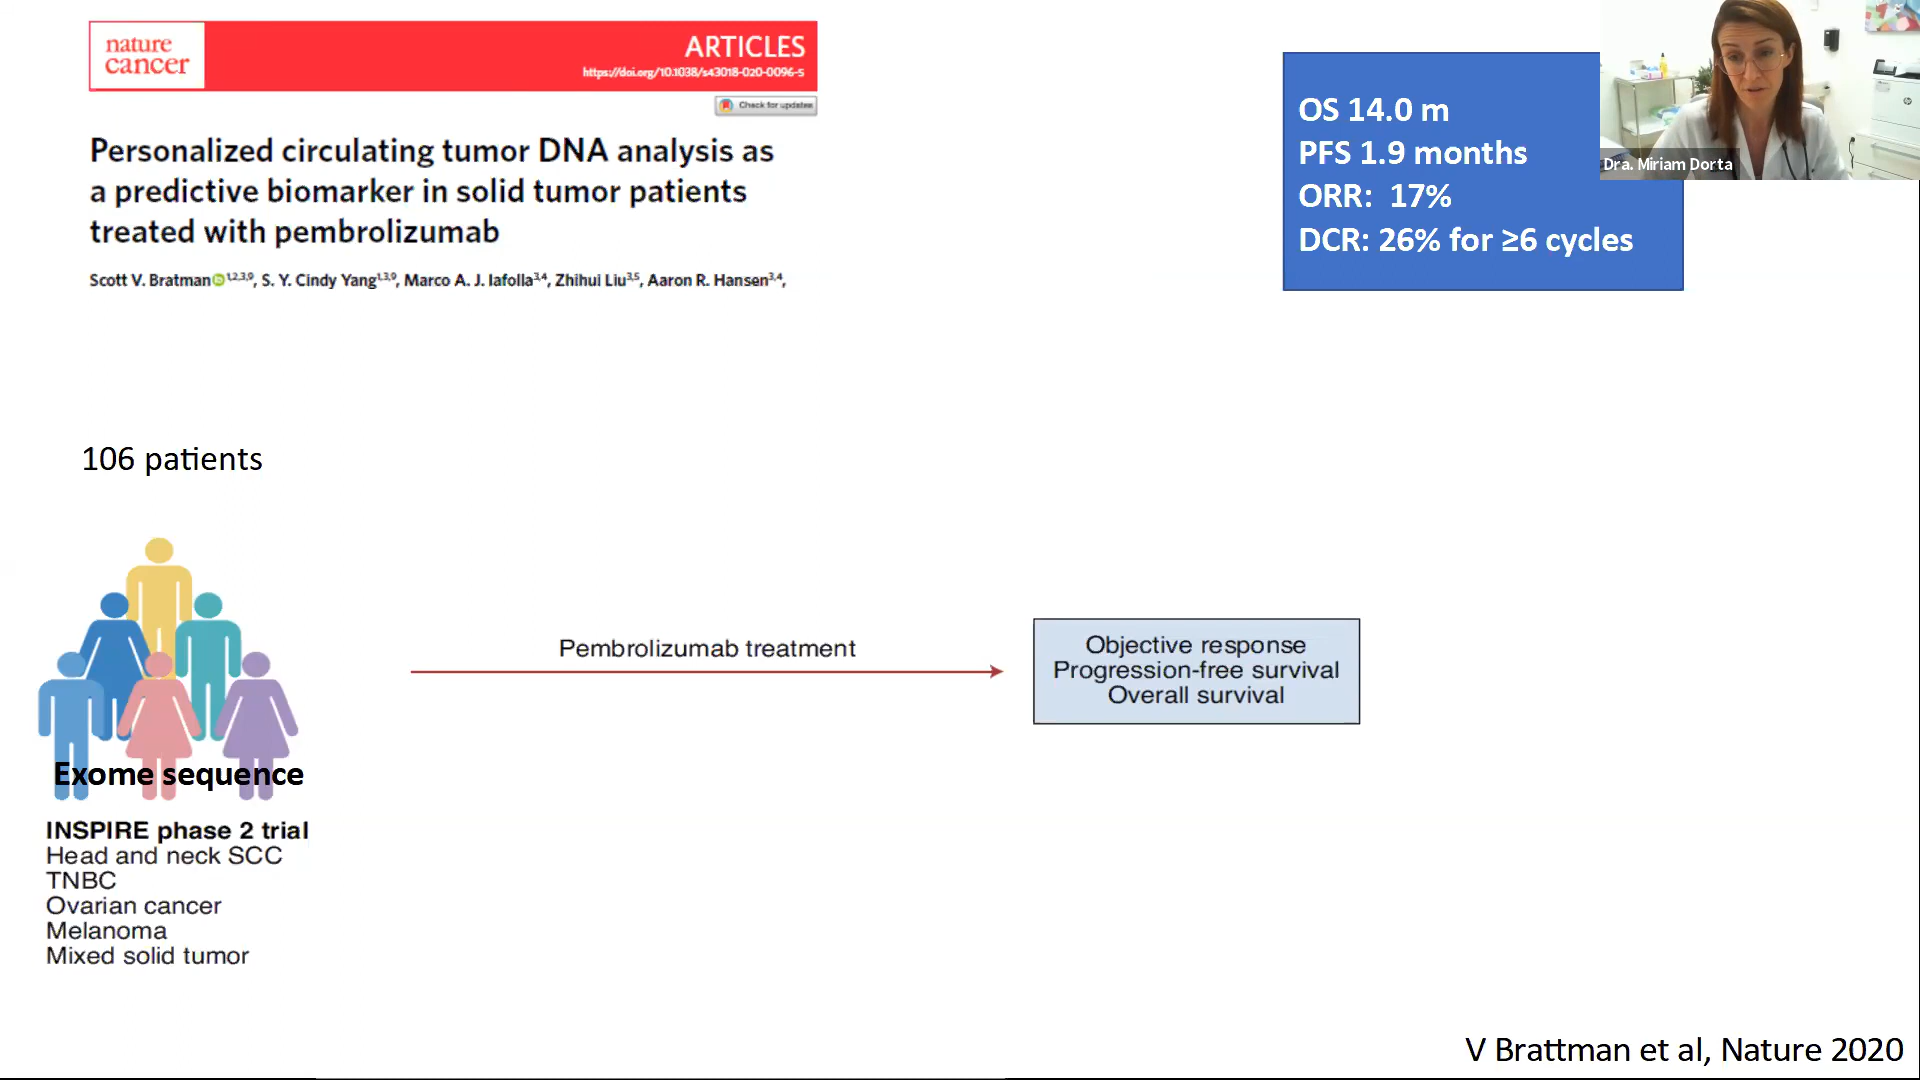 nature
cancer
ARTICLES
https://doi.org/10.1038/s43018-020-0096-5
Check for updates
Personalized circulating tumor DNA analysis as
a predictive biomarker in solid tumor patients
treated with pembrolizumab
Scott V. Bratman 1,2,3,9, S. Y. Cindy Yang1,3,9, Marco A. J. Iafolla3,4, Zhihui Liu3,5, Aaron R. Hansen3,4,
OS 14.0 m
PFS 1.9 months
ORR: 17%
DCR: 26% for ≥6 cycles
Dra. Miriam Dorta
106 patients
Exome sequence
INSPIRE phase 2 trial
Head and neck SCC
TNBC
Ovarian cancer
Melanoma
Mixed solid tumor
Pembrolizumab treatment
Objective response
Progression-free survival
Overall survival
V Brattman et al, Nature 2020